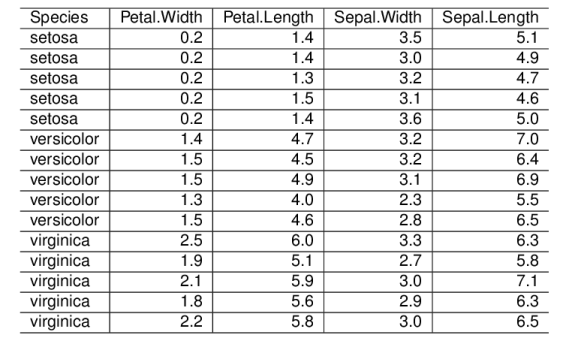 Species Petal.Width Petal.Length Sepal.Width Sepal.Length
setosa 0.2 1.4 3.5 5.1
setosa 0.2 1.4 3.0 4.9
setosa 0.2 1.3 3.2 4.7
setosa 0.2 1.5 3.1 4.6
setosa 0.2 1.4 3.6 5.0
versicolor 1.4 4.7 3.2 7.0
versicolor 1.5 4.5 3.2 6.4
versicolor 1.5 4.9 3.1 6.9
versicolor 1.3 4.0 2.3 5.5
versicolor 1.5 4.6 2.8 6.5
virginica 2.5 6.0 3.3 6.3
virginica 1.9 5.1 2.7 5.8
virginica 2.1 5.9 3.0 7.1
virginica 1.8 5.6 2.9 6.3
virginica 2.2 5.8 3.0 6.5